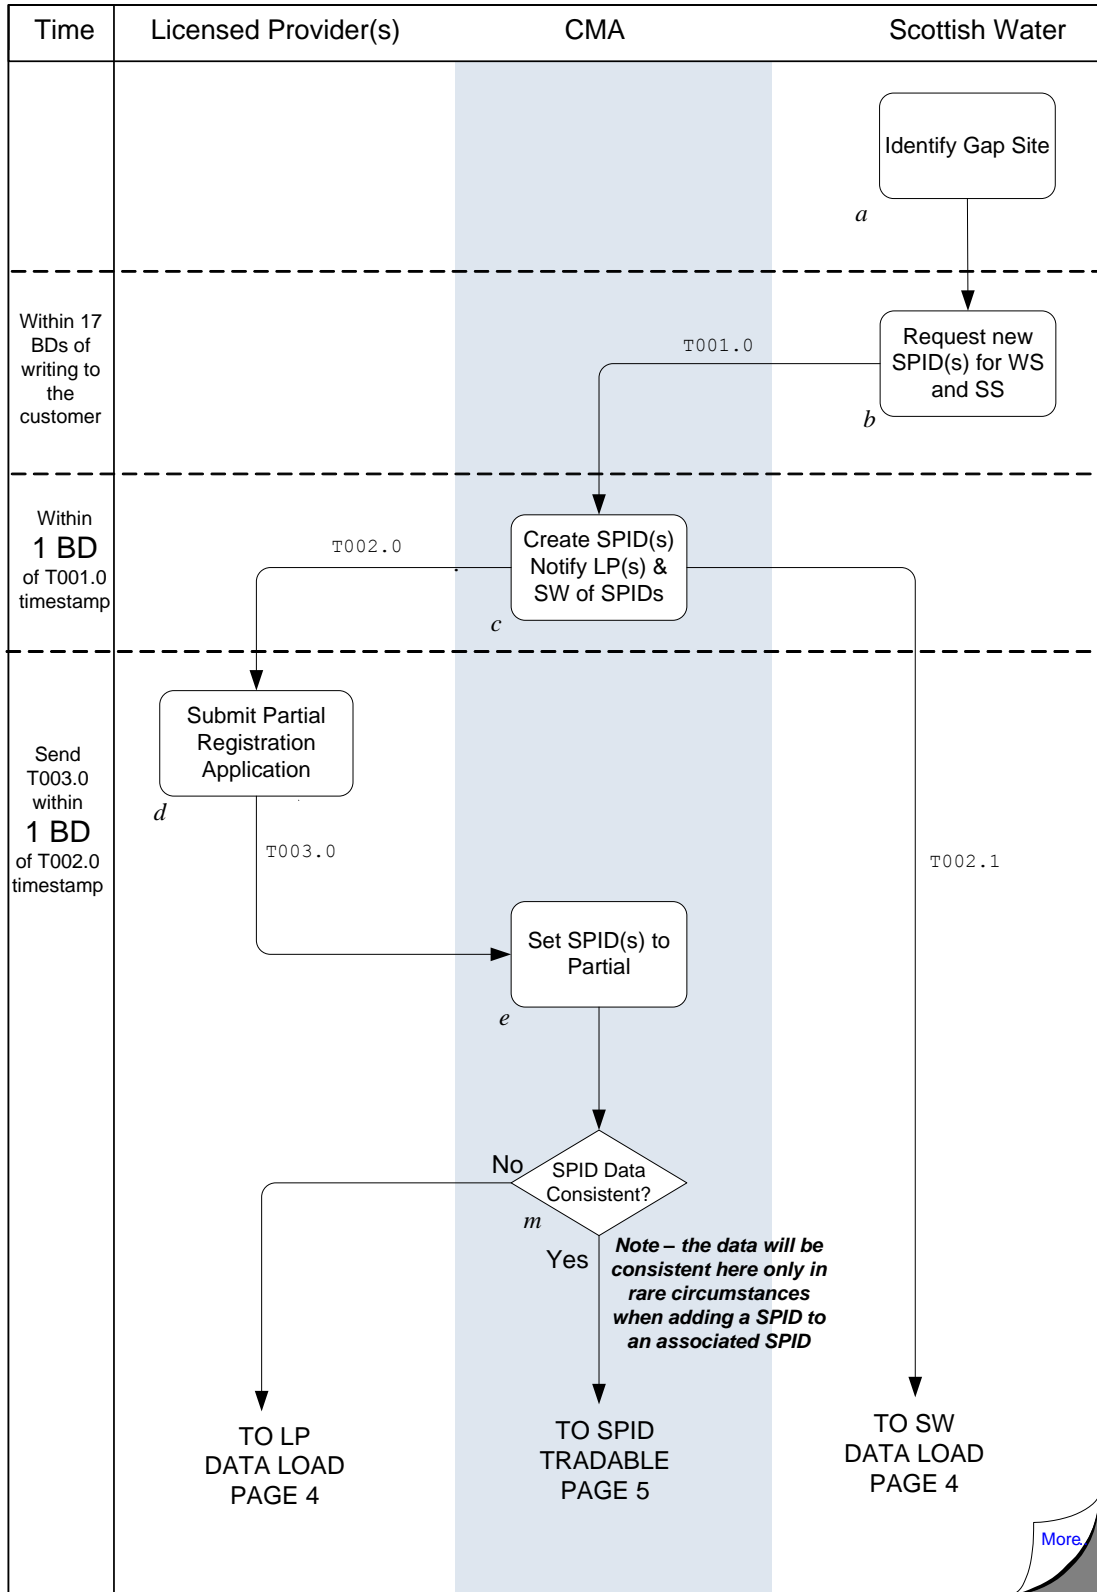 Time
Licensed Provider(s)
CMA
Scottish Water
Identify Gap Site
a
Within 17
BDs of
writing to
the
customer
T001.0
Request new
SPID(s) for WS
and SS
b
Within
1 BD
of T001.0
timestamp
T002.0
Create SPID(s)
Notify LP(s) &
SW of SPIDs
c
Submit Partial
Registration
Application
d
Send
T003.0
within
1 BD
of T002.0
timestamp
T003.0
T002.1
Set SPID(s) to
Partial
e
No
SPID Data
Consistent?
m
Yes
Note – the data will be
consistent here only in
rare circumstances
when adding a SPID to
an associated SPID
TO LP
DATA LOAD
PAGE 4
TO SPID
TRADABLE
PAGE 5
TO SW
DATA LOAD
PAGE 4
More..